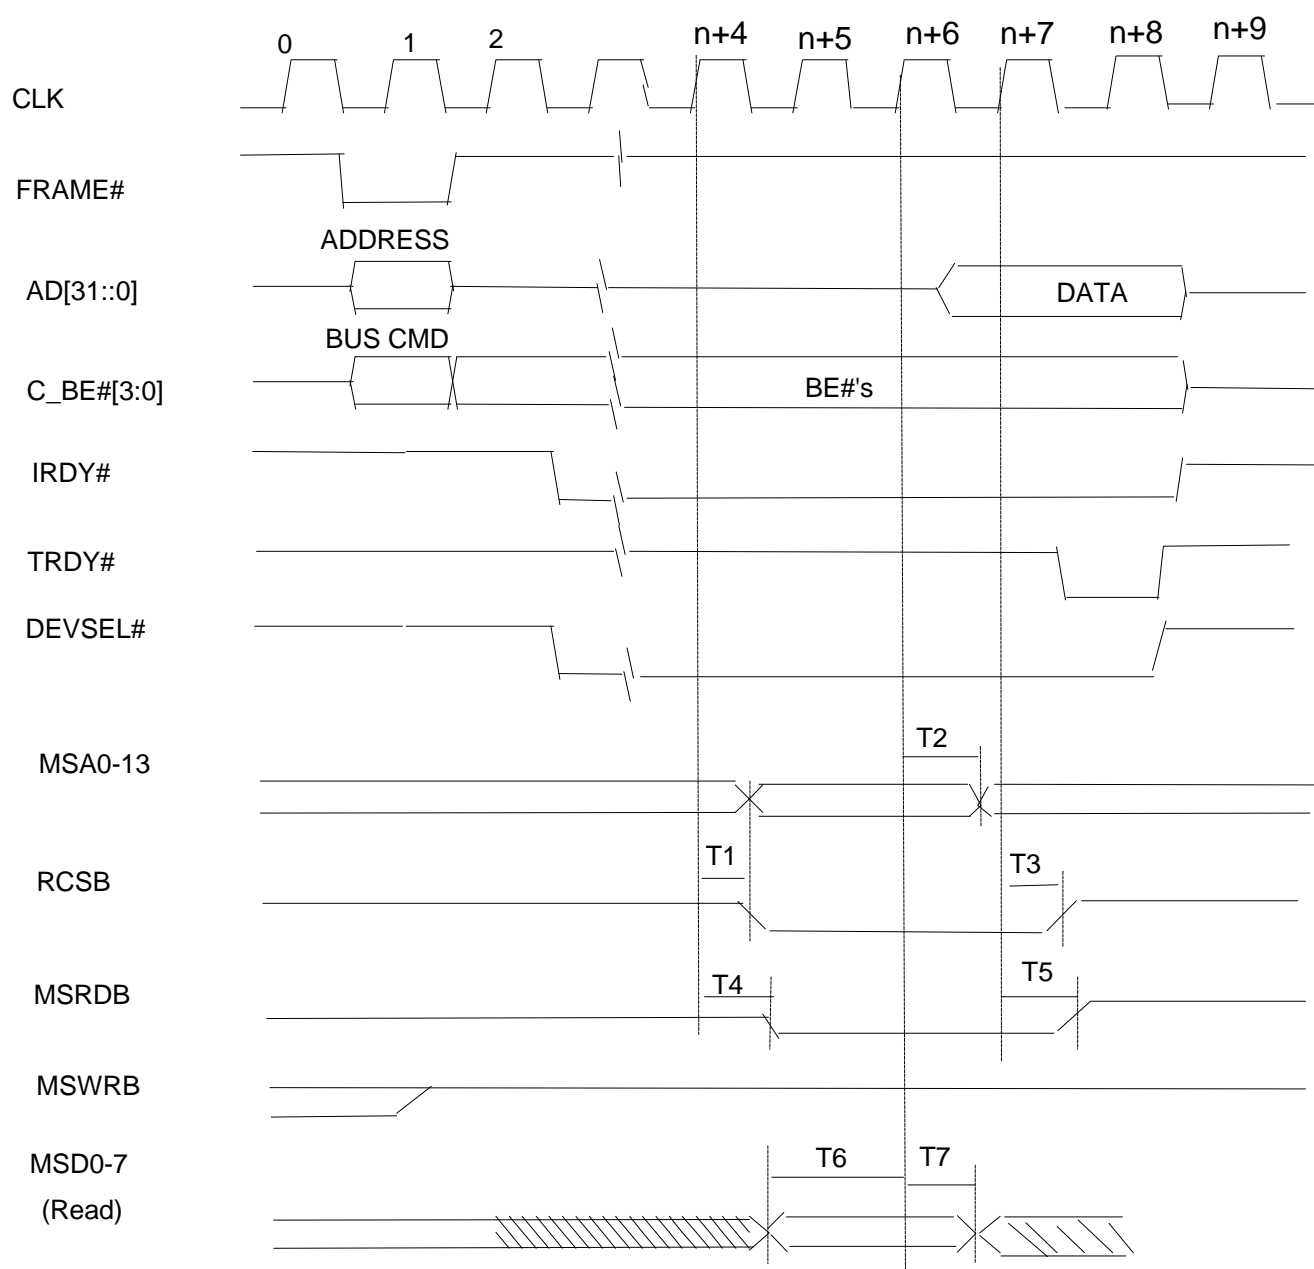 0 1 2 n+4 n+5 n+6 n+7 n+8 n+9
CLK
FRAME#
ADDRESS
AD[31::0]
DATA
BUS CMD
C_BE#[3:0]
BE#'s
IRDY#
TRDY#
DEVSEL#
T2
MSA0-13
T1
T3
RCSB
T4
T5
MSRDB
MSWRB
MSD0-7
T6
T7
(Read)